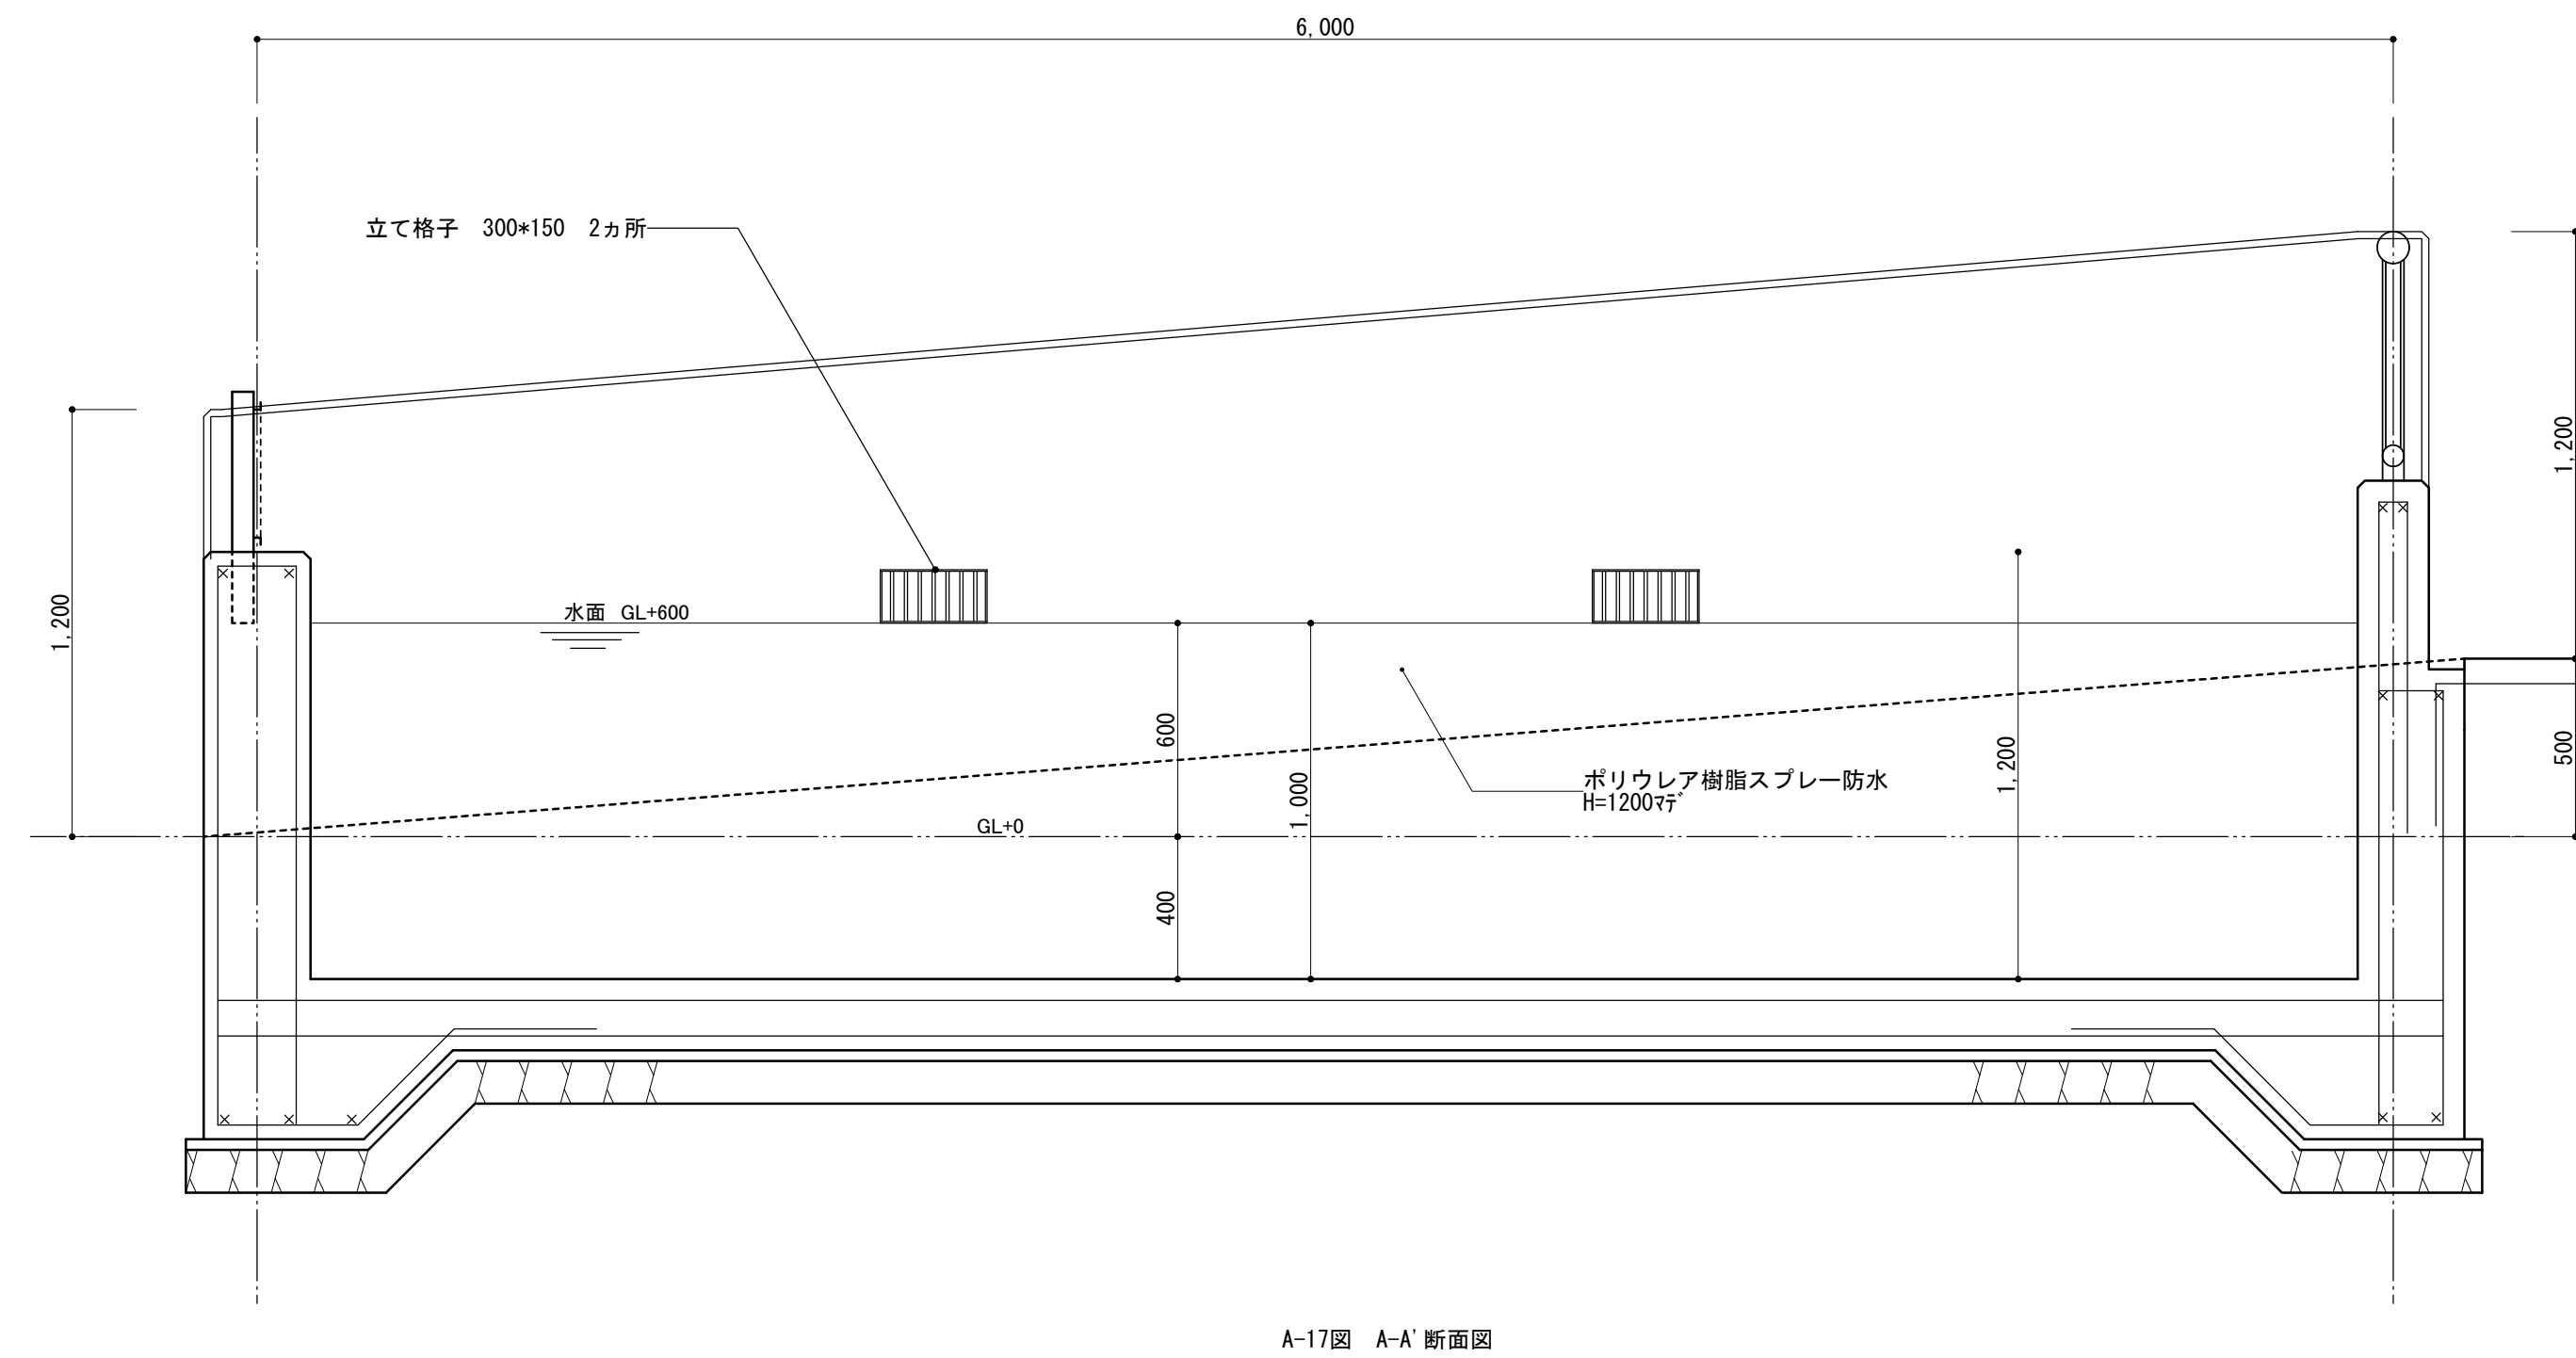 6,000
立て格子 300*150 2ヵ所
1,200
1,200
水面 GL+600
600
1,000
1,200
500
ポリウレア樹脂スプレー防水
H=1200ﾏﾃﾞ
GL+0
400
A-17図 A-A'断面図